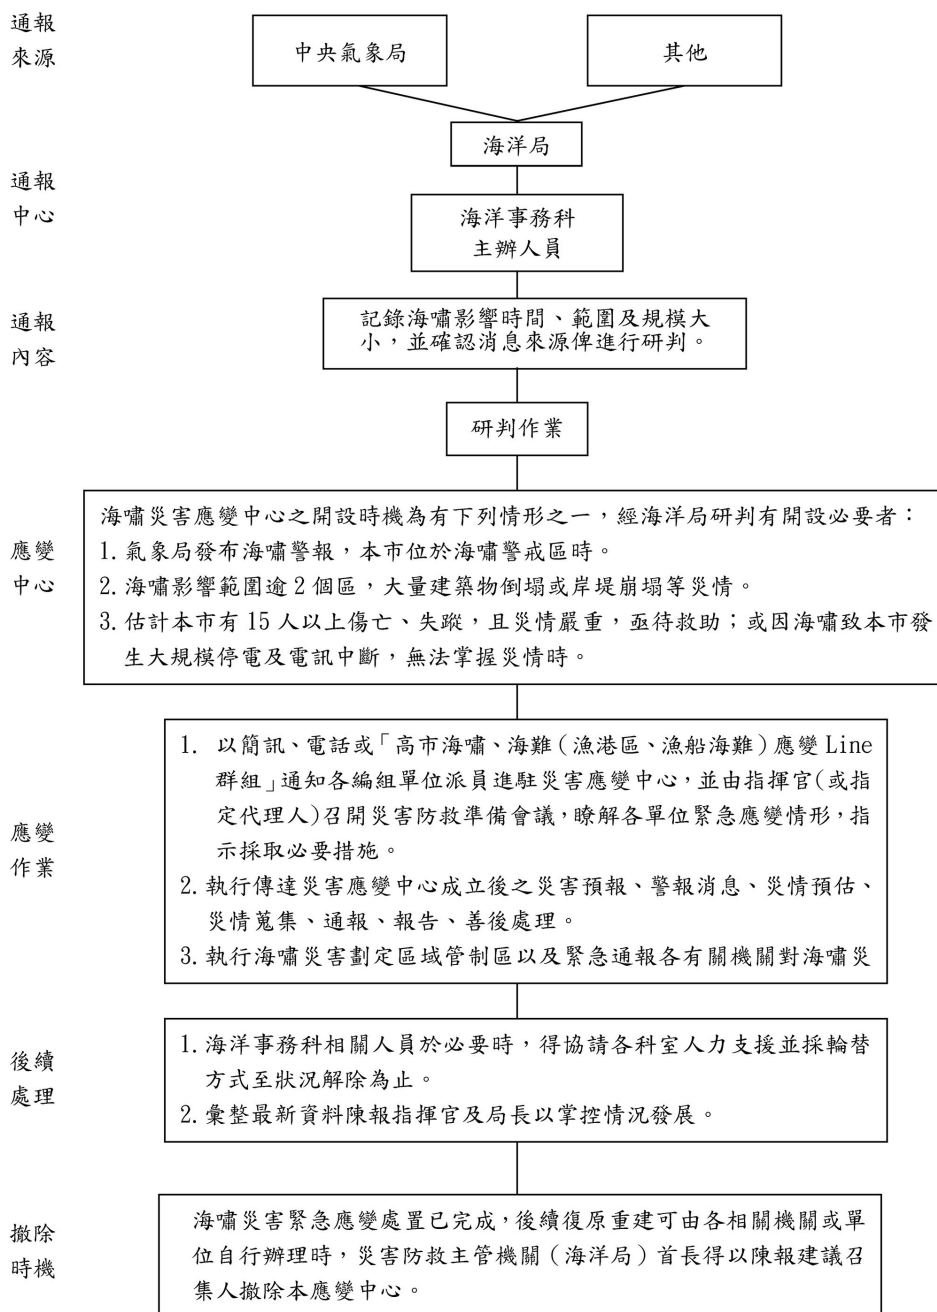 通報
來源
中央氣象局
其他
海洋局
通報
中心
海洋事務科
主辦人員
通報
內容
記錄海嘯影響時間、範圍及規模大
小，並確認消息來源俾進行研判。
研判作業
應變
中心
海嘯災害應變中心之開設時機為有下列情形之一，經海洋局研判有開設必要者：
1. 氣象局發布海嘯警報，本市位於海嘯警戒區時。
2. 海嘯影響範圍逾 2 個區，大量建築物倒塌或岸堤崩塌等災情。
3. 估計本市有 15 人以上傷亡、失蹤，且災情嚴重，亟待救助；或因海嘯致本市發
生大規模停電及電訊中斷，無法掌握災情時。
應變
作業
1. 以簡訊、電話或「高市海嘯、海難（漁港區、漁船海難）應變 Line
群組」通知各編組單位派員進駐災害應變中心，並由指揮官(或指
定代理人)召開災害防救準備會議，瞭解各單位緊急應變情形，指
示採取必要措施。
2. 執行傳達災害應變中心成立後之災害預報、警報消息、災情預估、
災情蒐集、通報、報告、善後處理。
3. 執行海嘯災害劃定區域管制區以及緊急通報各有關機關對海嘯災
後續
處理
1. 海洋事務科相關人員於必要時，得協請各科室人力支援並採輪替
方式至狀況解除為止。
2. 彙整最新資料陳報指揮官及局長以掌控情況發展。
撤除
時機
海嘯災害緊急應變處置已完成，後續復原重建可由各相關機關或單
位自行辦理時，災害防救主管機關（海洋局）首長得以陳報建議召
集人撤除本應變中心。